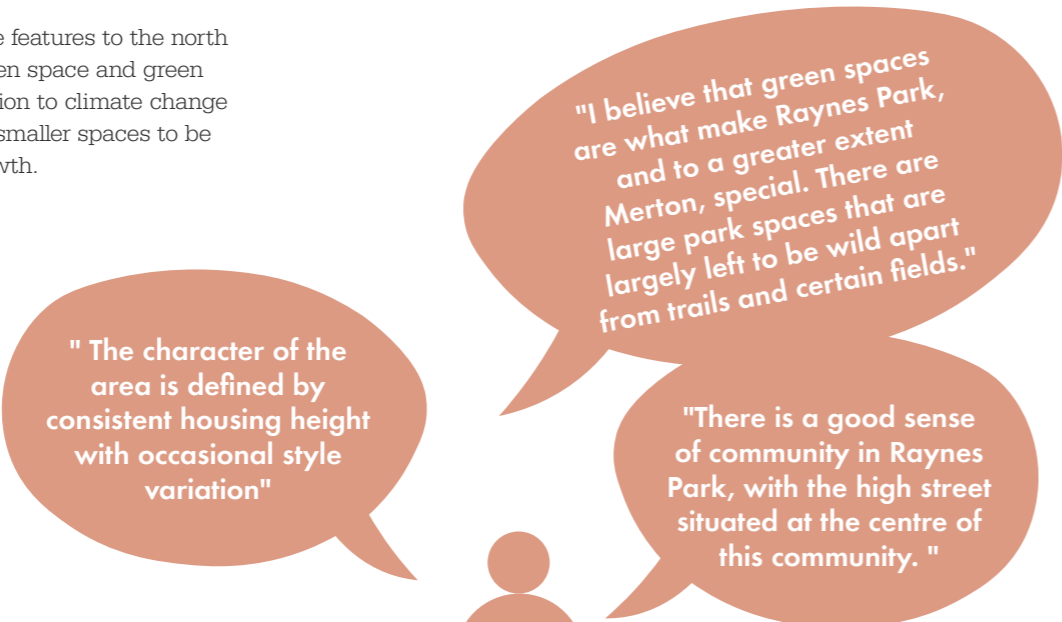 features to the north
space and green
to climate change
smaller spaces to be
"I believe that green spaces
are what make Raynes Park,
and to a greater extent
Merton, special. There are
large park spaces that are
largely left to be wild apart
from trails and certain fields."
" The character of the
area is defined by
consistent housing height
with occasional style
variation"
"There is a good sense
of community in Raynes
Park, with the high street
situated at the centre of
this community. "